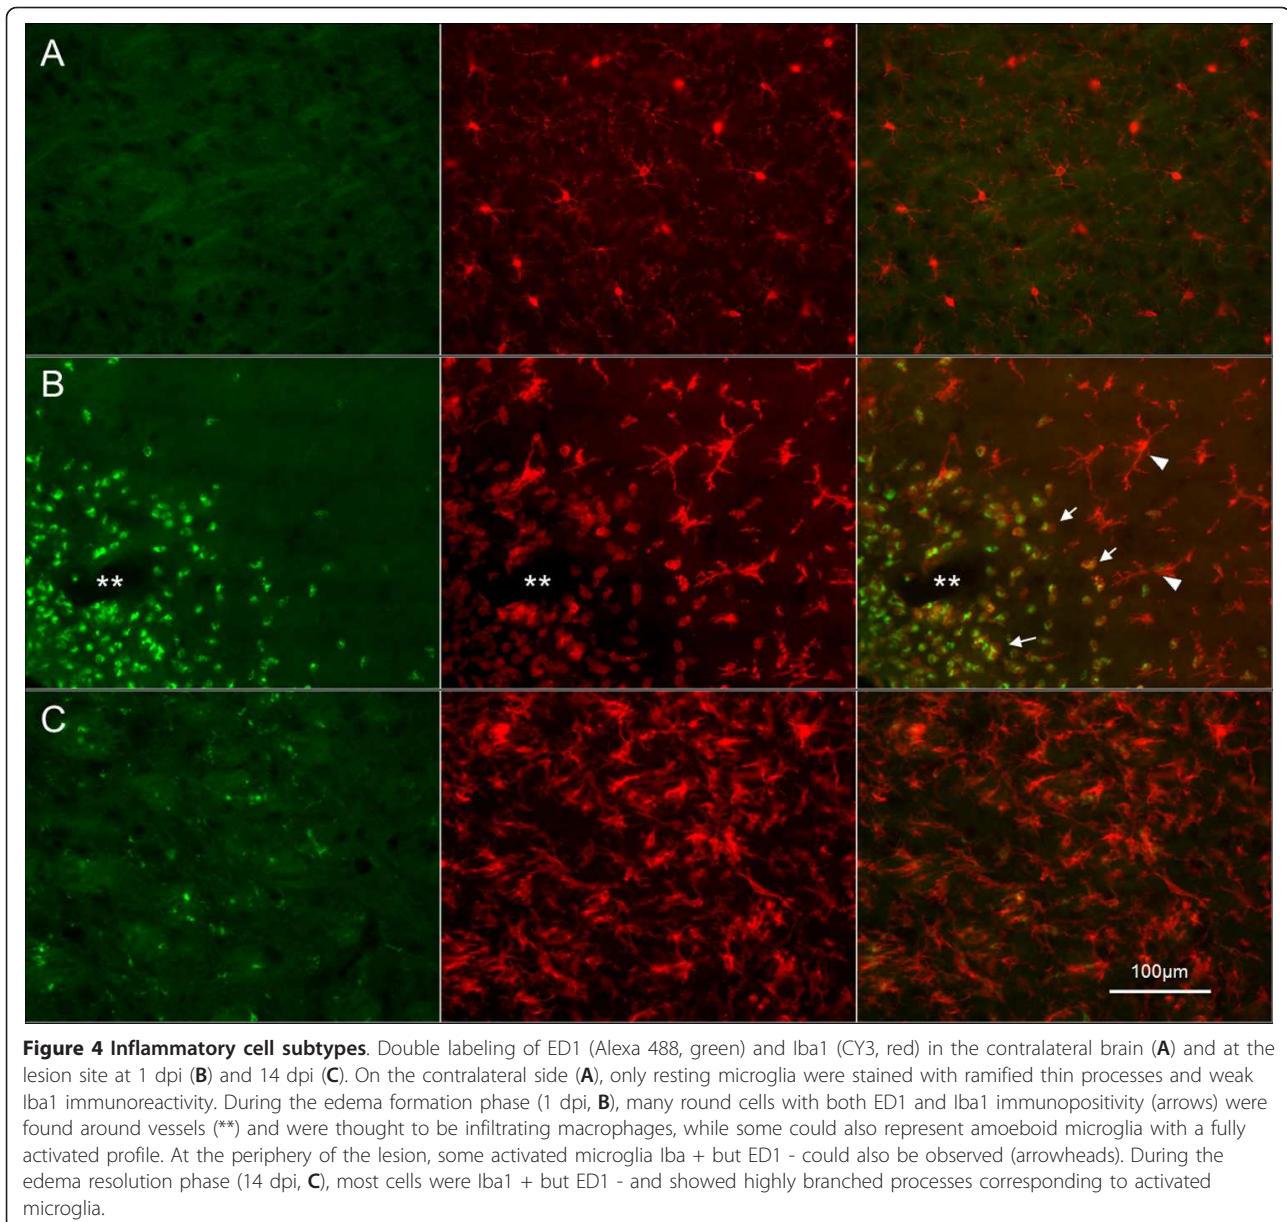 A
B
**
**
**
C
100µm
Figure 4 Inflammatory cell subtypes. Double labeling of ED1 (Alexa 488, green) and Iba1 (CY3, red) in the contralateral brain (A) and at the
lesion site at 1 dpi (B) and 14 dpi (C). On the contralateral side (A), only resting microglia were stained with ramified thin processes and weak
Iba1 immunoreactivity. During the edema formation phase (1 dpi, B), many round cells with both ED1 and Iba1 immunopositivity (arrows) were
found around vessels (**) and were thought to be infiltrating macrophages, while some could also represent amoeboid microglia with a fully
activated profile. At the periphery of the lesion, some activated microglia Iba + but ED1 - could also be observed (arrowheads). During the
edema resolution phase (14 dpi, C), most cells were Iba1 + but ED1 - and showed highly branched processes corresponding to activated
microglia.